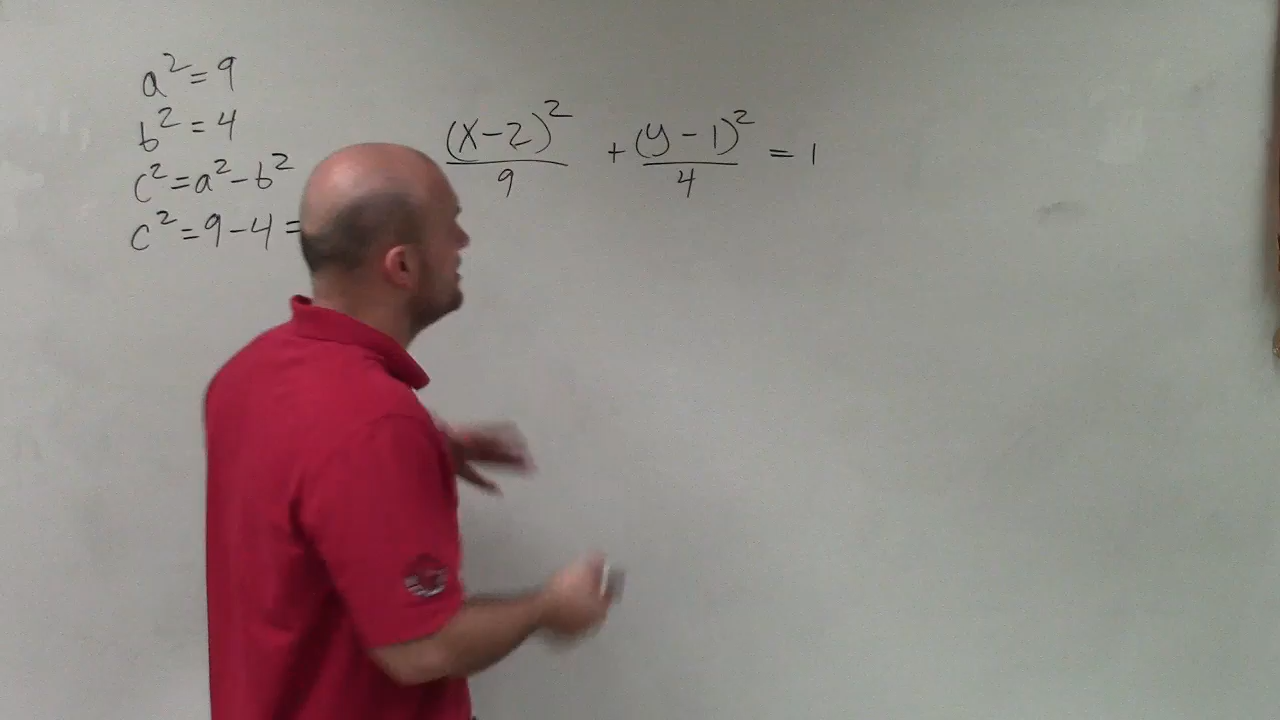 a² = 9
b² = 4
c² = a² - b²
c² = 9 - 4 =
(x - 2)²/9 + (y - 1)²/4 = 1